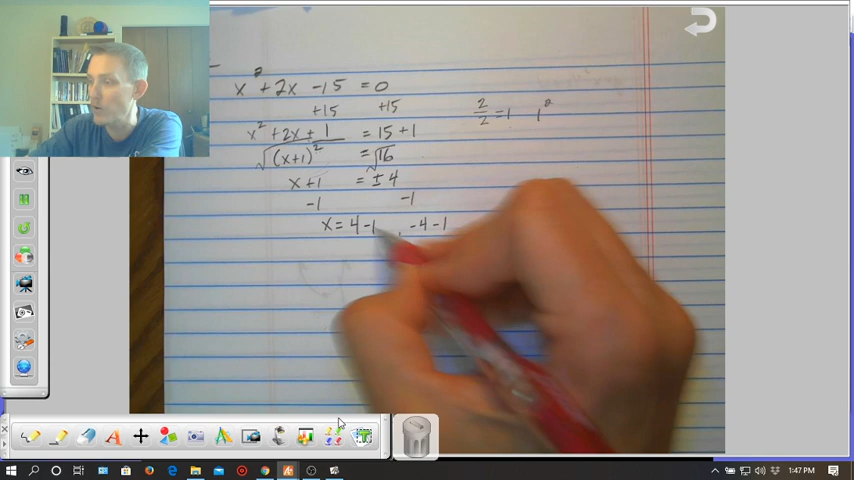 x² + 2x - 15 = 0
+15 +15
2/2 = 1 1²
x² + 2x + 1 = 15 + 1
√(x+1)² = √16
x + 1 = ± 4
-1 -1
x = 4 - 1 , -4 - 1
A
T
1:47 PM